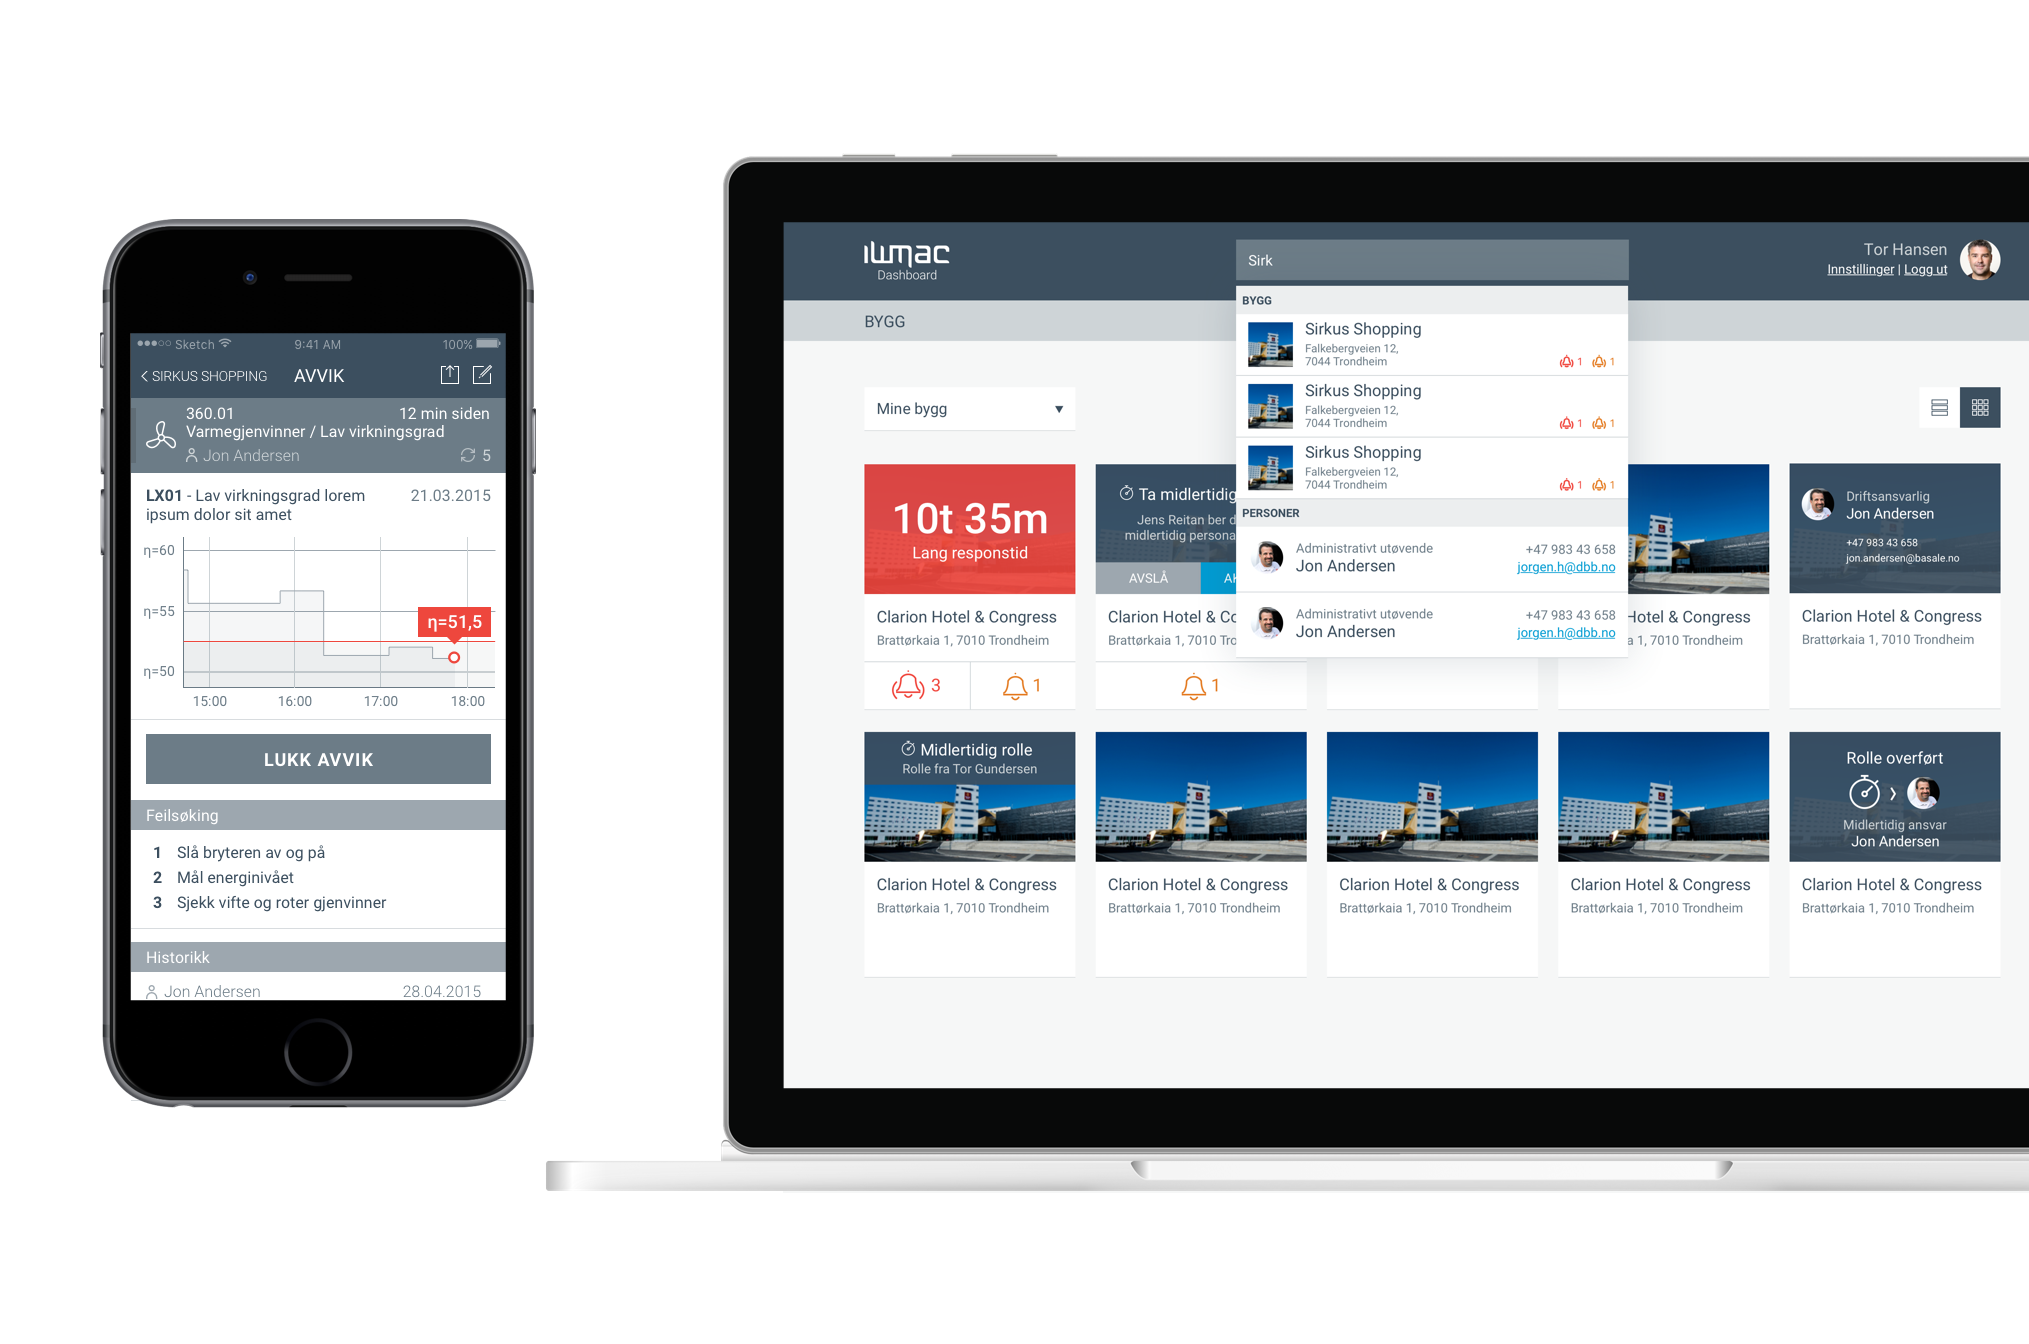 Sketch
9:41 AM
100%
SIRKUS SHOPPING
AVVIK
360.01
12 min siden
Varmegjenvinner / Lav virkningsgrad
Jon Andersen
5
LX01 - Lav virkningsgrad lorem
21.03.2015
ipsum dolor sit amet
η=60
η=55
η=51,5
η=50
15:00
16:00
17:00
18:00
LUKK AVVIK
Feilsøking
1 Slå bryteren av og på
2 Mål energinivået
3 Sjekk vifte og roter gjenvinner
Historikk
Jon Andersen
28.04.2015
ıwmac
Dashboard
Sirk
Tor Hansen
Innstillinger | Logg ut
BYGG
BYGG
Sirkus Shopping
Falkebergveien 12,
7044 Trondheim
1
1
Sirkus Shopping
Falkebergveien 12,
7044 Trondheim
1
1
Sirkus Shopping
Falkebergveien 12,
7044 Trondheim
1
1
PERSONER
Administrativt utøvende
+47 983 43 658
Jon Andersen
jorgen.h@dbb.no
Administrativt utøvende
+47 983 43 658
Jon Andersen
jorgen.h@dbb.no
Mine bygg
10t 35m
Lang responstid
Clarion Hotel & Congress
Brattørkaia 1, 7010 Trondheim
3
1
Ta midlertidig
Jens Reitan ber
midlertidig
AVSLÅ
Clarion Hotel &
Brattørkaia 1, 7010
1
Hotel & Congress
1, 7010 Trondheim
Driftsansvarlig
Jon Andersen
+47 983 43 658
jon.andersen@basale.no
Clarion Hotel & Congress
Brattørkaia 1, 7010 Trondheim
Midlertidig rolle
Rolle fra Tor Gundersen
Clarion Hotel & Congress
Brattørkaia 1, 7010 Trondheim
Clarion Hotel & Congress
Brattørkaia 1, 7010 Trondheim
Clarion Hotel & Congress
Brattørkaia 1, 7010 Trondheim
Clarion Hotel & Congress
Brattørkaia 1, 7010 Trondheim
Rolle overført
Midlertidig ansvar
Jon Andersen
Clarion Hotel & Congress
Brattørkaia 1, 7010 Trondheim